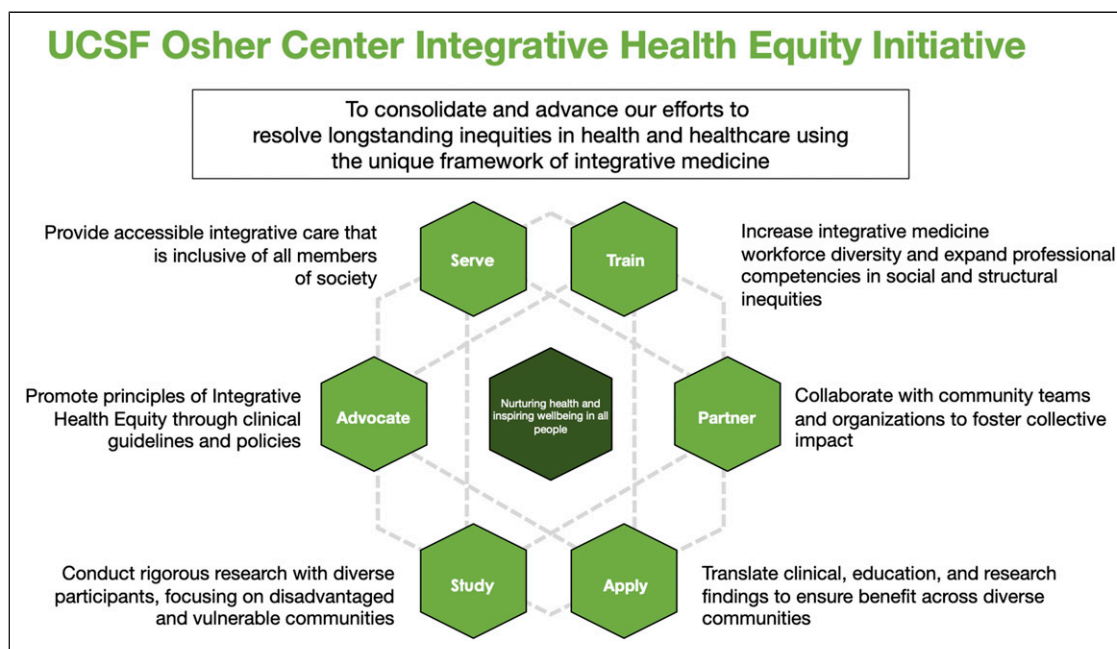 UCSF Osher Center Integrative Health Equity Initiative
To consolidate and advance our efforts to
resolve longstanding inequities in health and healthcare using
the unique framework of integrative medicine
Provide accessible integrative care that
is inclusive of all members
of society
Serve
Train
Increase integrative medicine
workforce diversity and expand professional
competencies in social and structural
inequities
Promote principles of Integrative
Health Equity through clinical
guidelines and policies
Advocate
Nurturing health and
inspiring wellbeing in all
people
Partner
Collaborate with community teams
and organizations to foster collective
impact
Conduct rigorous research with diverse
participants, focusing on disadvantaged
and vulnerable communities
Study
Apply
Translate clinical, education, and research
findings to ensure benefit across diverse
communities